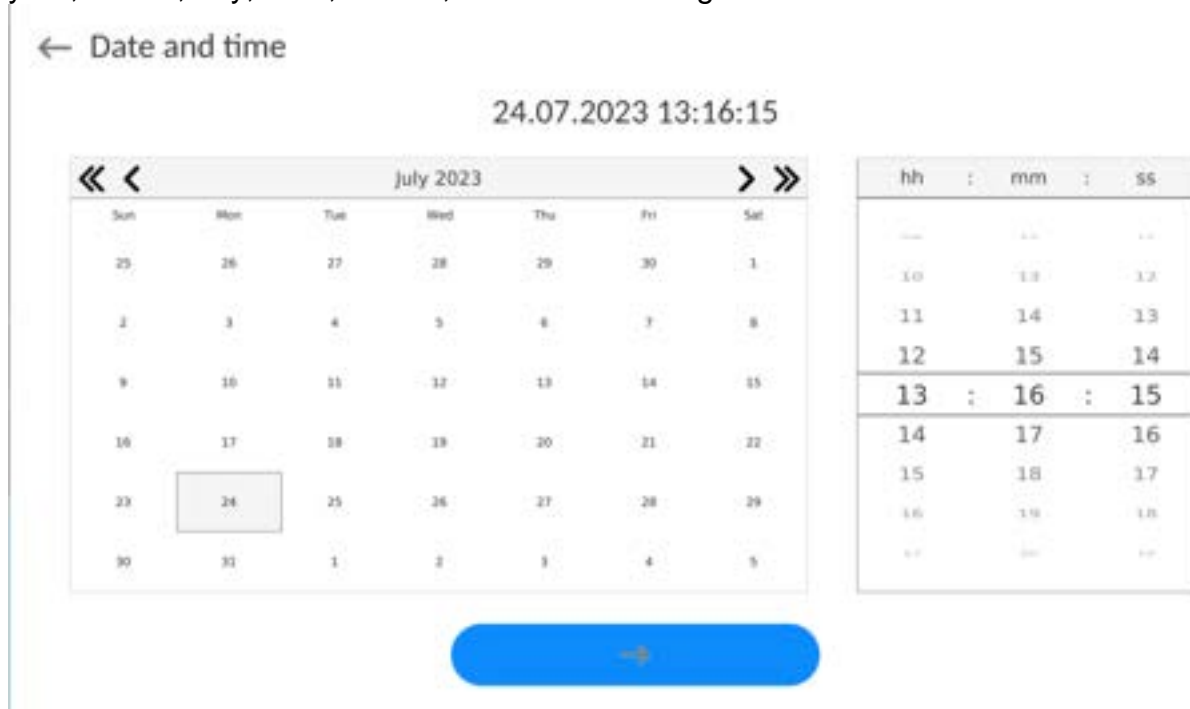 ← Date and time
24.07.2023 13:16:15
July 2023
Sun Mon Tue Wed Thu Fri Sat
25 26 27 28 29 30 1
2 3 4 5 6 7 8
9 10 11 12 13 14 15
16 17 18 19 20 21 22
23 24 25 26 27 28 29
30 31 1 2 3 4 5
hh : mm : ss
10 13 12
11 14 13
12 15 14
13 : 16 : 15
14 17 16
15 18 17
16 19 18